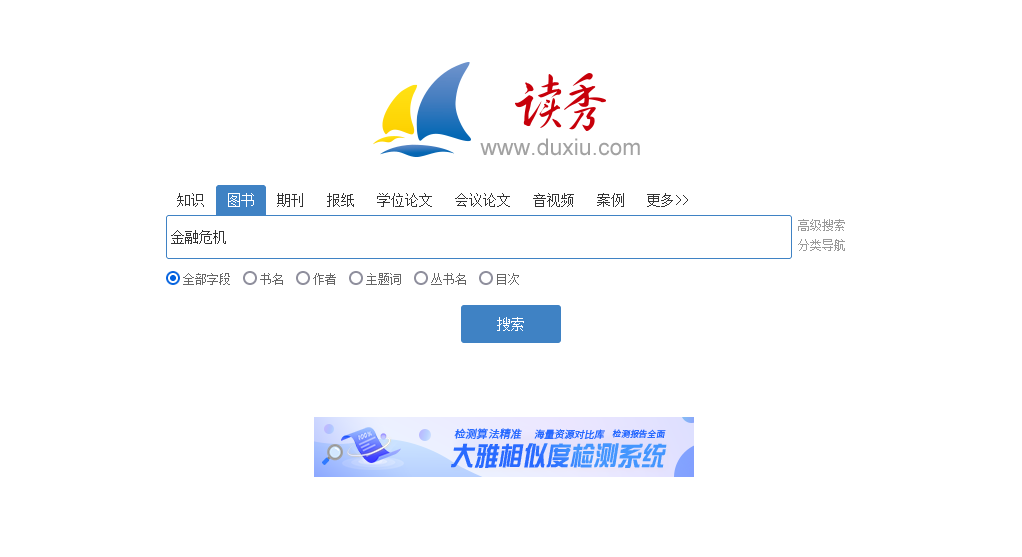 读秀
www.duxiu.com
知识 图书 期刊 报纸 学位论文 会议论文 音视频 案例 更多>>
金融危机
高级搜索
分类导航
全部字段 书名 作者 主题词 丛书名 目次
搜索
100%
检测算法精准 海量资源对比库 检测报告全面
大雅相似度检测系统